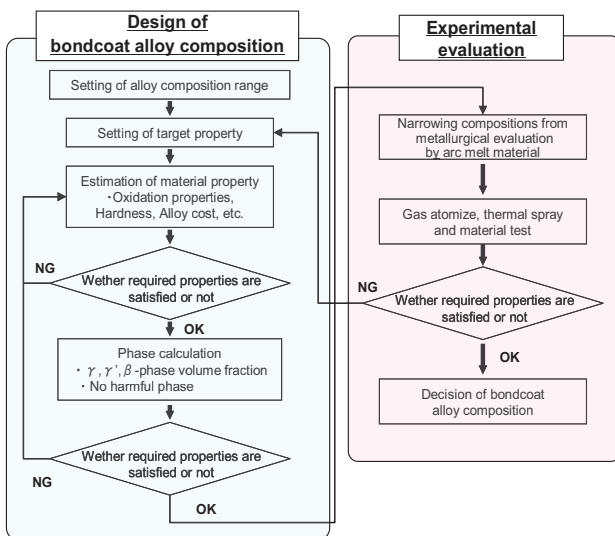 Design of
bondcoat alloy composition
Setting of alloy composition range
Setting of target property
Estimation of material property
・Oxidation properties,
Hardness, Alloy cost, etc.
NG
Wether required properties are
satisfied or not
OK
Phase calculation
・ γ, γ', β-phase volume fraction
・No harmful phase
Wether required properties are
satisfied or not
NG
OK
Experimental
evaluation
Narrowing compositions from
metallurgical evaluation
by arc melt material
Gas atomize, thermal spray
and material test
NG
Wether required properties are
satisfied or not
OK
Decision of bondcoat
alloy composition